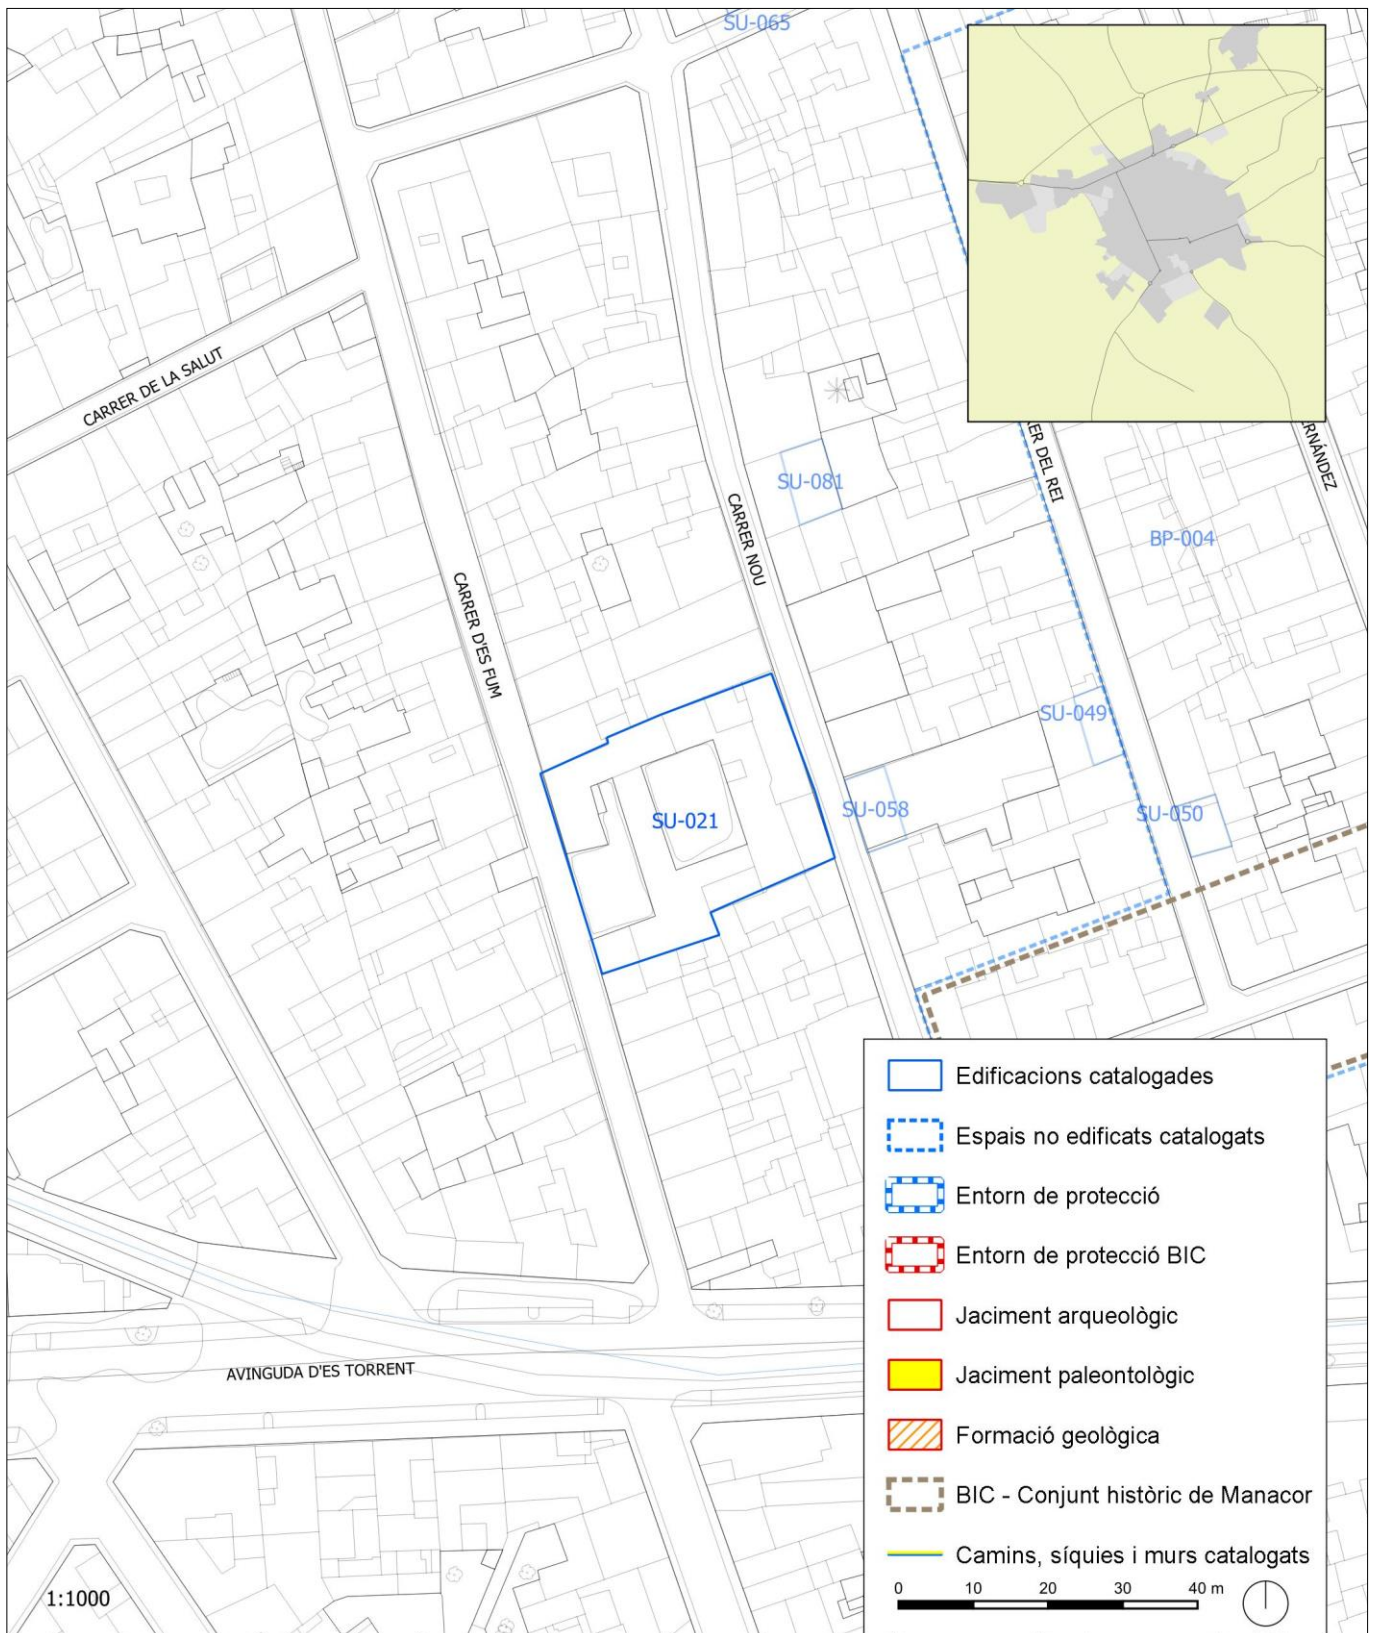 SU-065
CARRER DE LA SALUT
RER DEL REI
RNÁNDEZ
SU-081
CARRER NOU
BP-004
CARRER D'ES FUM
SU-049
SU-058
SU-050
SU-021
AVINGUDA D'ES TORRENT
Edificacions catalogades
Espais no edificats catalogats
Entorn de protecció
Entorn de protecció BIC
Jaciment arqueològic
Jaciment paleontològic
Formació geològica
BIC - Conjunt històric de Manacor
Camins, síquies i murs catalogats
0 10 20 30 40 m
1:1000